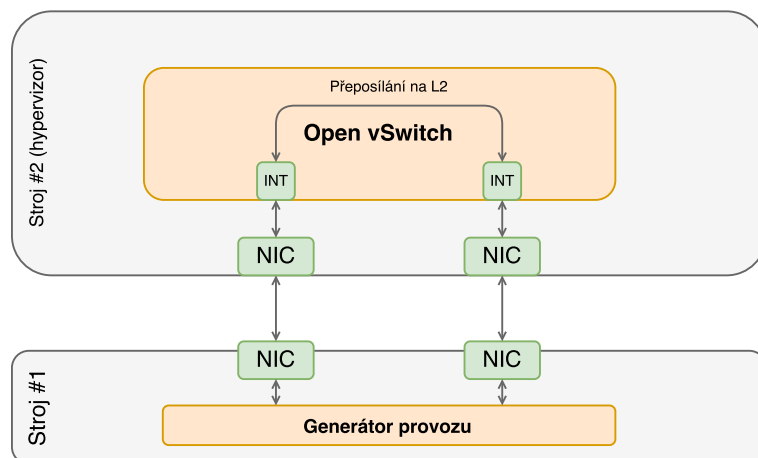 Stroj #2 (hypervizor)
Přeposílání na L2
Open vSwitch
INT INT
NIC NIC
NIC NIC
Stroj #1
Generátor provozu